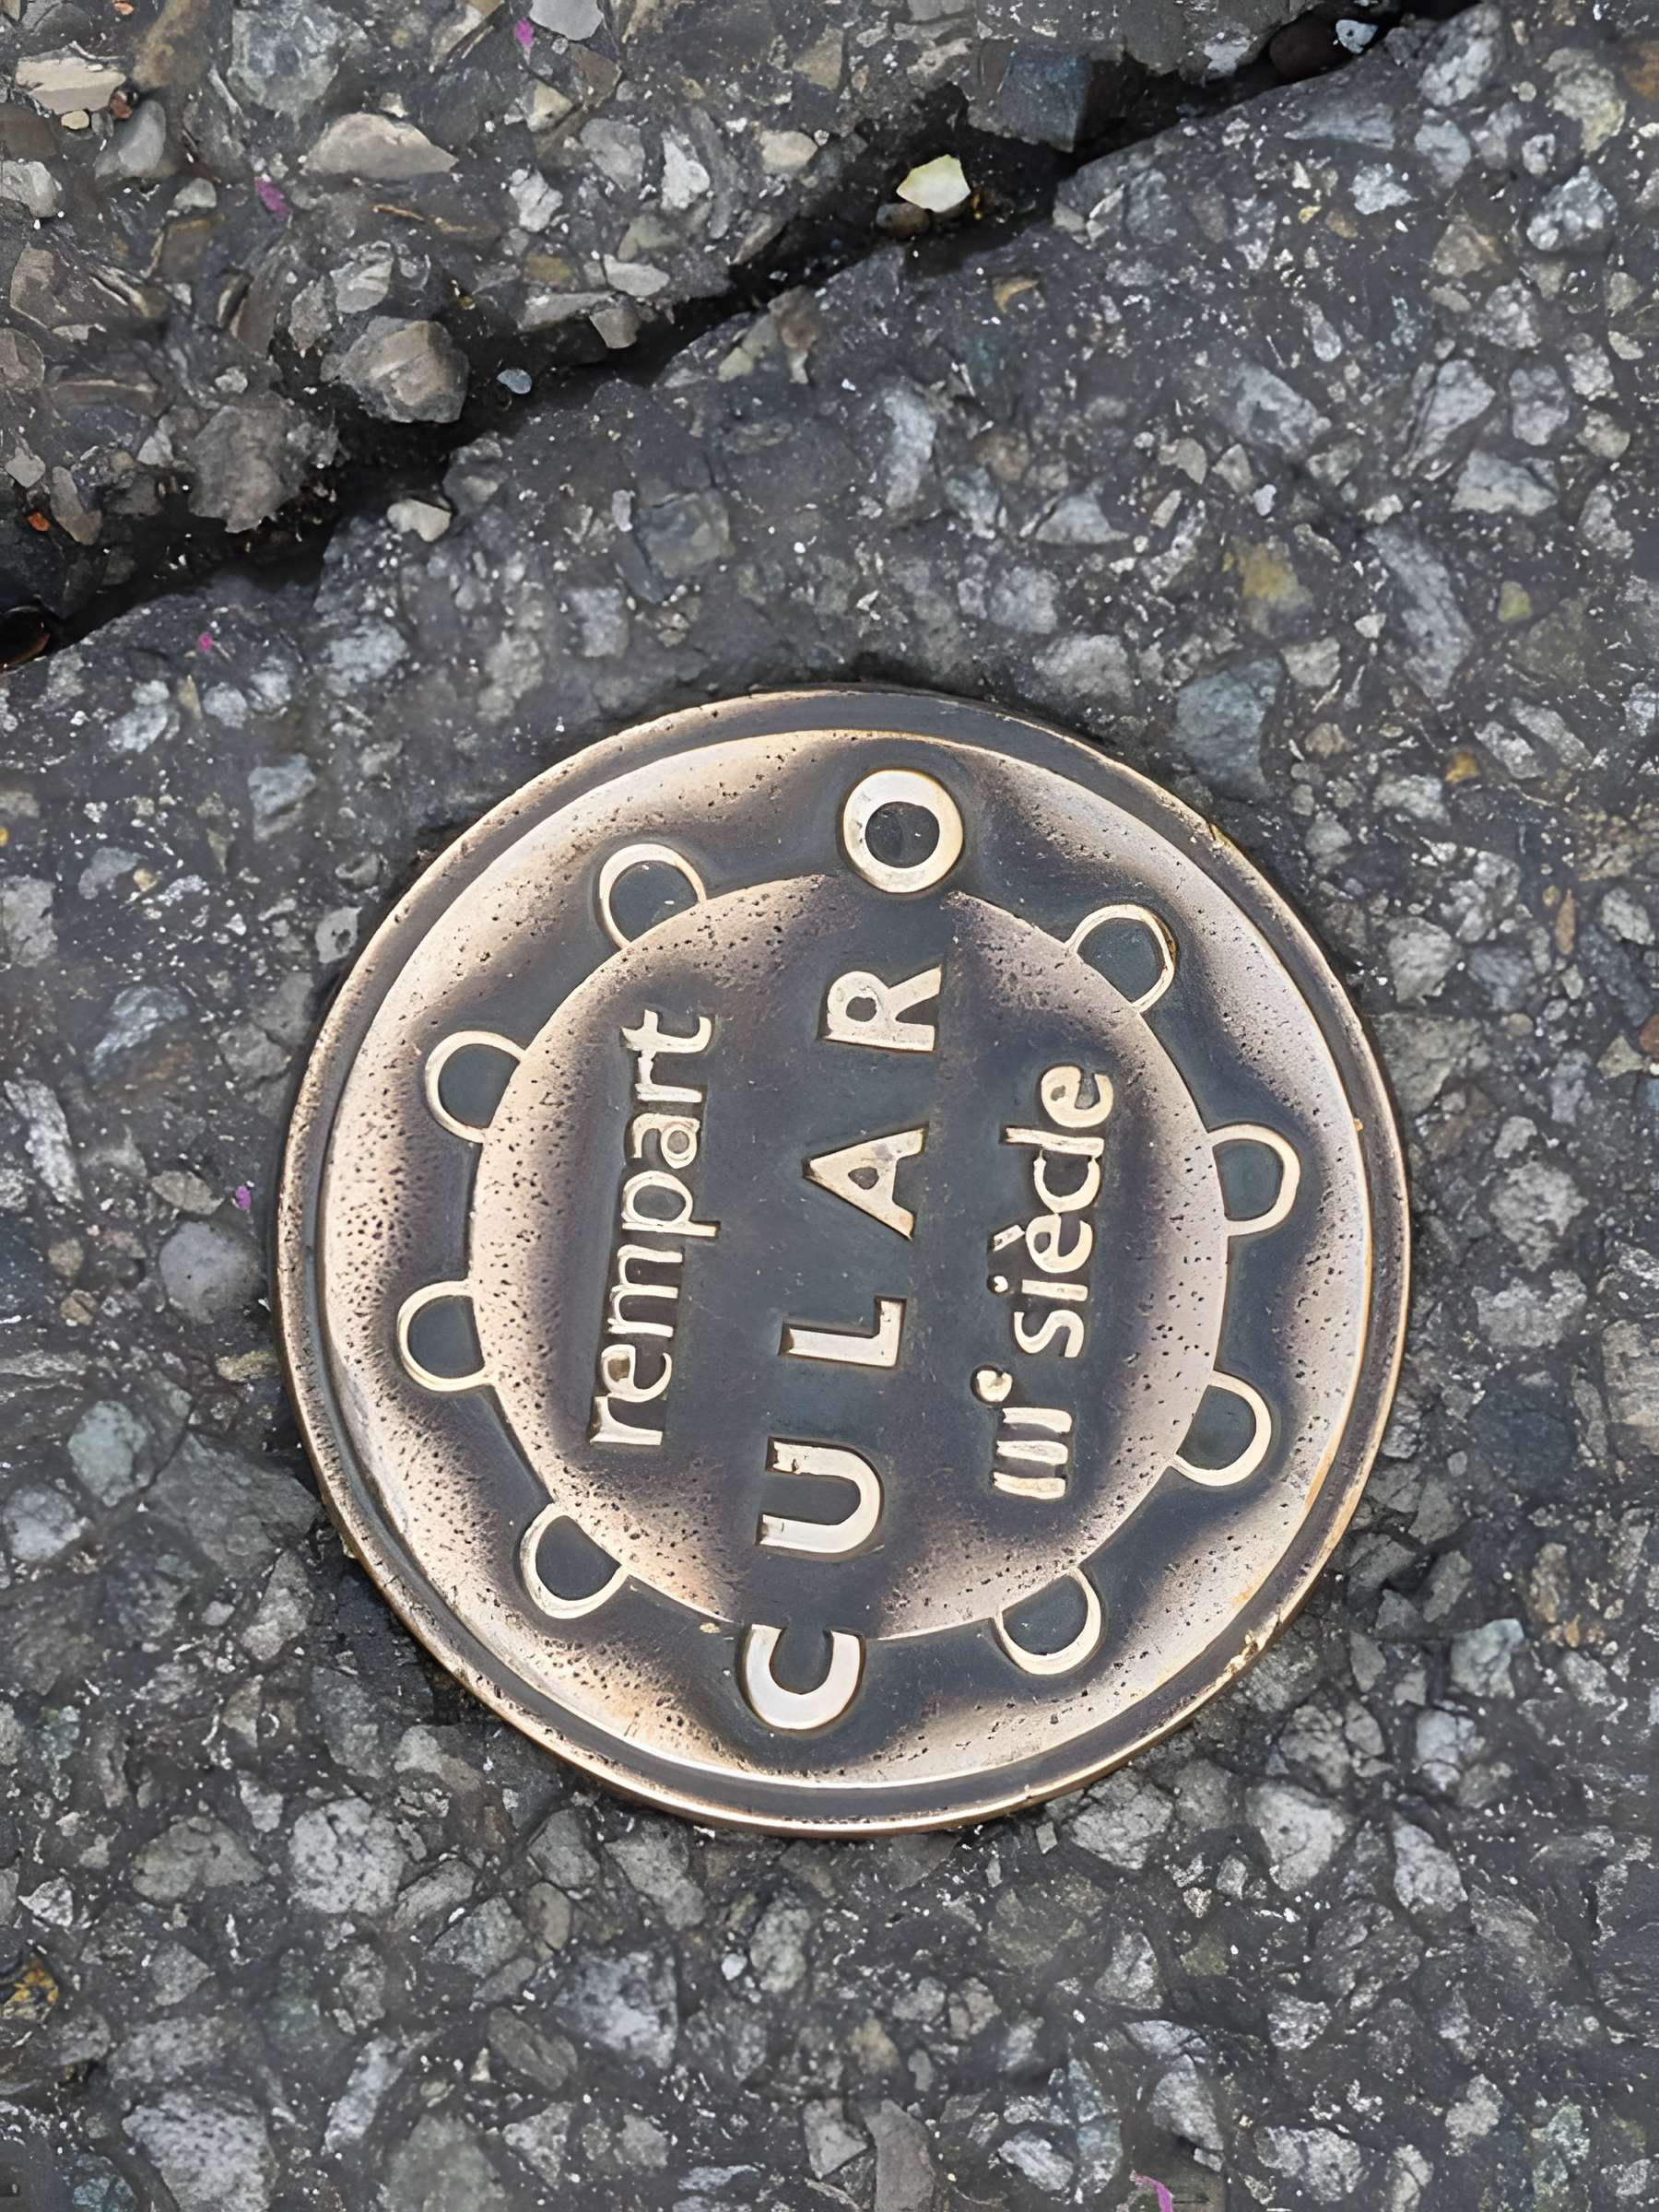 rempart
CULARO
IIIᵉ siècle